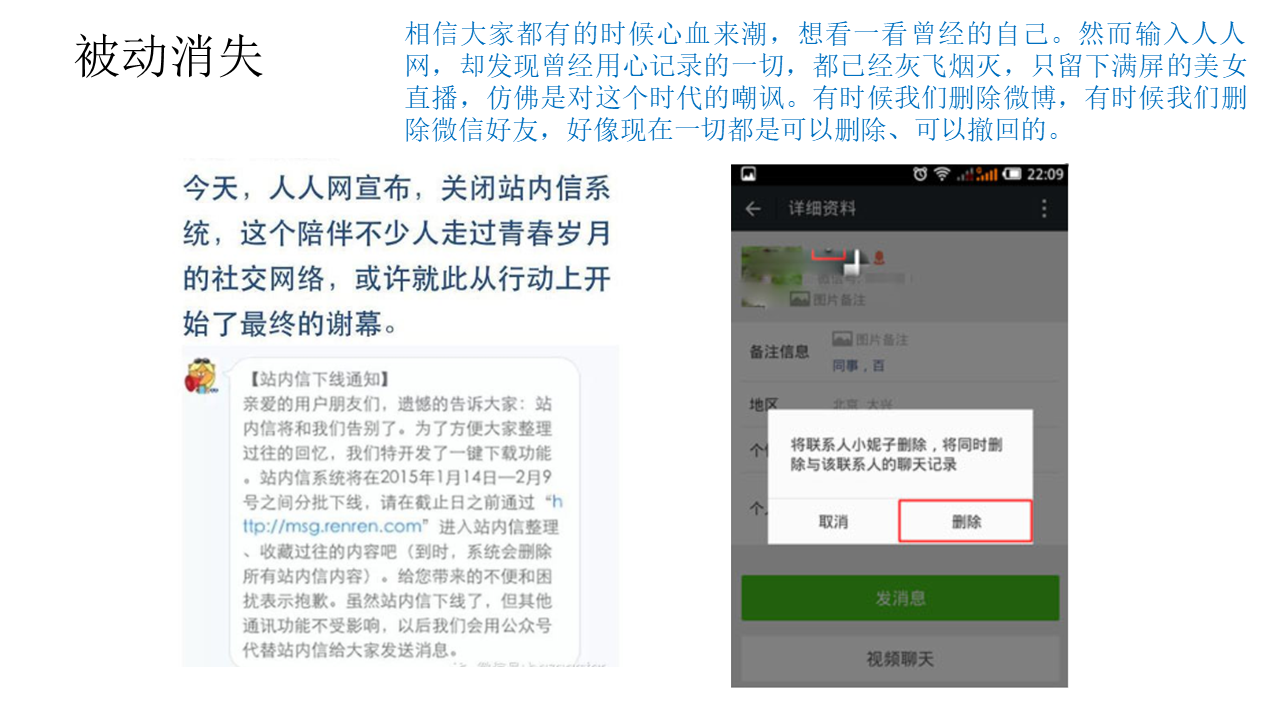 被动消失
相信大家都有的时候心血来潮，想看一看曾经的自己。然而输入人人
网，却发现曾经用心记录的一切，都已经灰飞烟灭，只留下满屏的美女
直播，仿佛是对这个时代的嘲讽。有时候我们删除微博，有时候我们删
除微信好友，好像现在一切都是可以删除、可以撤回的。
今天，人人网宣布，关闭站内信系
统，这个陪伴不少人走过青春岁月
的社交网络，或许就此从行动上开
始了最终的谢幕。
【站内信下线通知】
亲爱的用户朋友们，遗憾的告诉大家：站
内信将和我们告别了。为了方便大家整理
过往的回忆，我们特开发了一键下载功能
。站内信系统将在2015年1月14日—2月9
号之间分批下线，请在截止日之前通过“h
ttp://msg.renren.com”进入站内信整理
、收藏过往的内容吧（到时，系统会删除
所有站内信内容）。给您带来的不便和困
扰表示抱歉。虽然站内信下线了，但其他
通讯功能不受影响，以后我们会用公众号
代替站内信给大家发送消息。
22:09
详细资料
图片备注
备注信息
图片备注
同事，百
地区
北京 大兴
将联系人小妮子删除，将同时删
除与该联系人的聊天记录
取消
删除
发消息
视频聊天